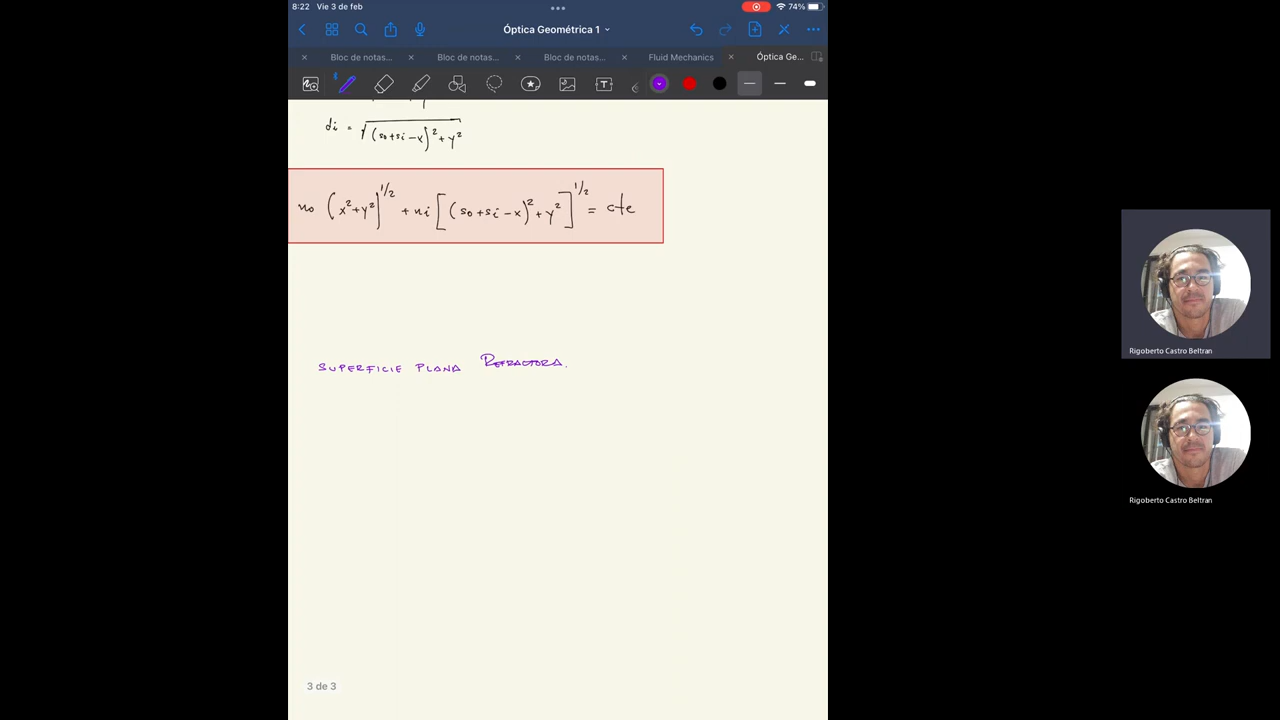 8:22 Vie 3 de feb
74%
Óptica Geométrica 1
Bloc de notas... Bloc de notas... Bloc de notas... Fluid Mechanics Óptica Ge...
di = √(so+si−x)²+y²
no (x²+y²)^1/2 + ni [(so+si−x)²+y²]^1/2 = cte
SUPERFICIE PLANA REFRACTORA.
3 de 3
Rigoberto Castro Beltran
Rigoberto Castro Beltran